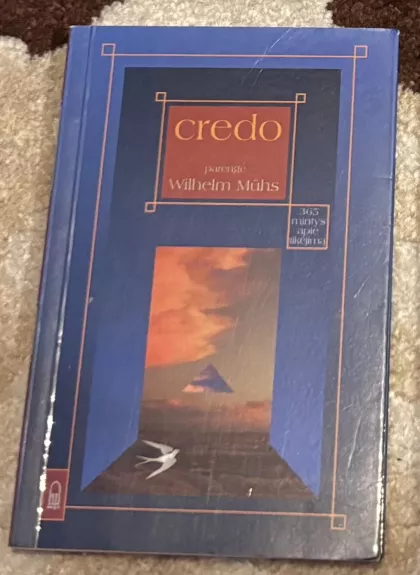 credo
parengė
Wilhelm Mühs
365
mintys
apie
tikėjimą